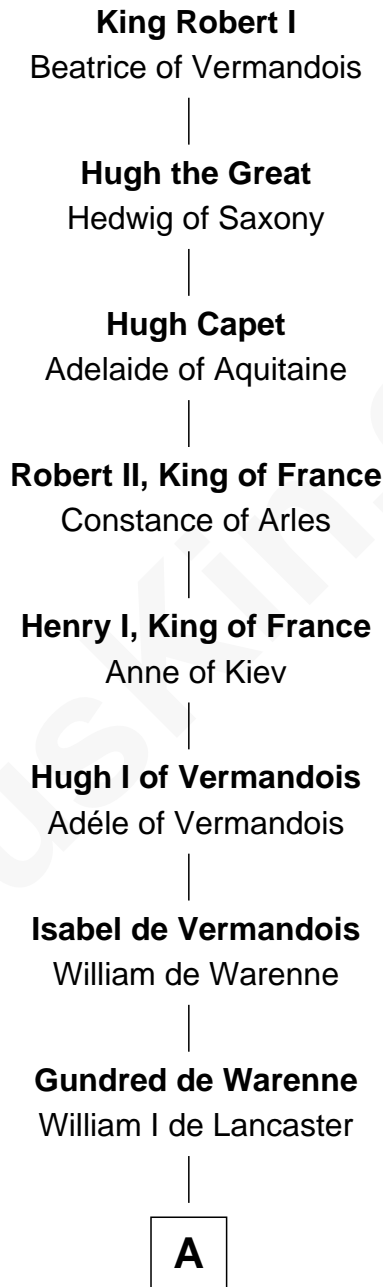 King Robert I
Beatrice of Vermandois
Hugh the Great
Hedwig of Saxony
Hugh Capet
Adelaide of Aquitaine
Robert II, King of France
Constance of Arles
Henry I, King of France
Anne of Kiev
Hugh I of Vermandois
Adéle of Vermandois
Isabel de Vermandois
William de Warenne
Gundred de Warenne
William I de Lancaster
A